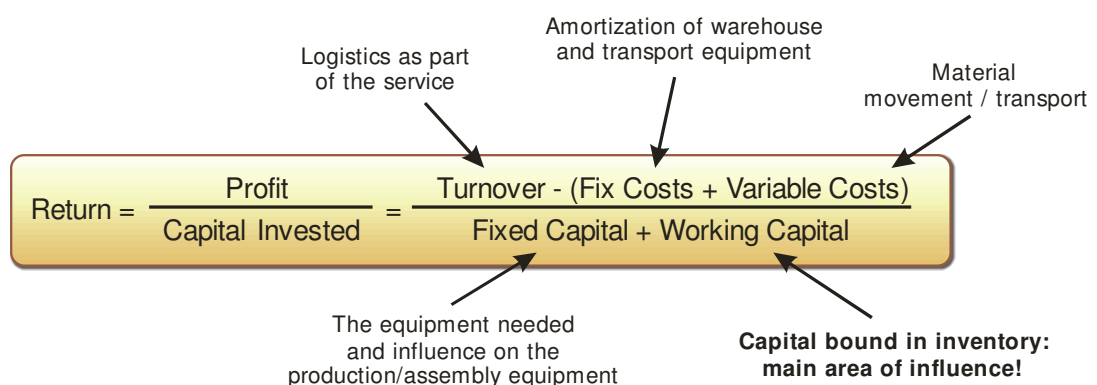 Amortization of warehouse
and transport equipment
Logistics as part
of the service
Material
movement / transport
Return = Profit / Capital Invested = Turnover - (Fix Costs + Variable Costs) / Fixed Capital + Working Capital
The equipment needed
and influence on the
production/assembly equipment
Capital bound in inventory:
main area of influence!